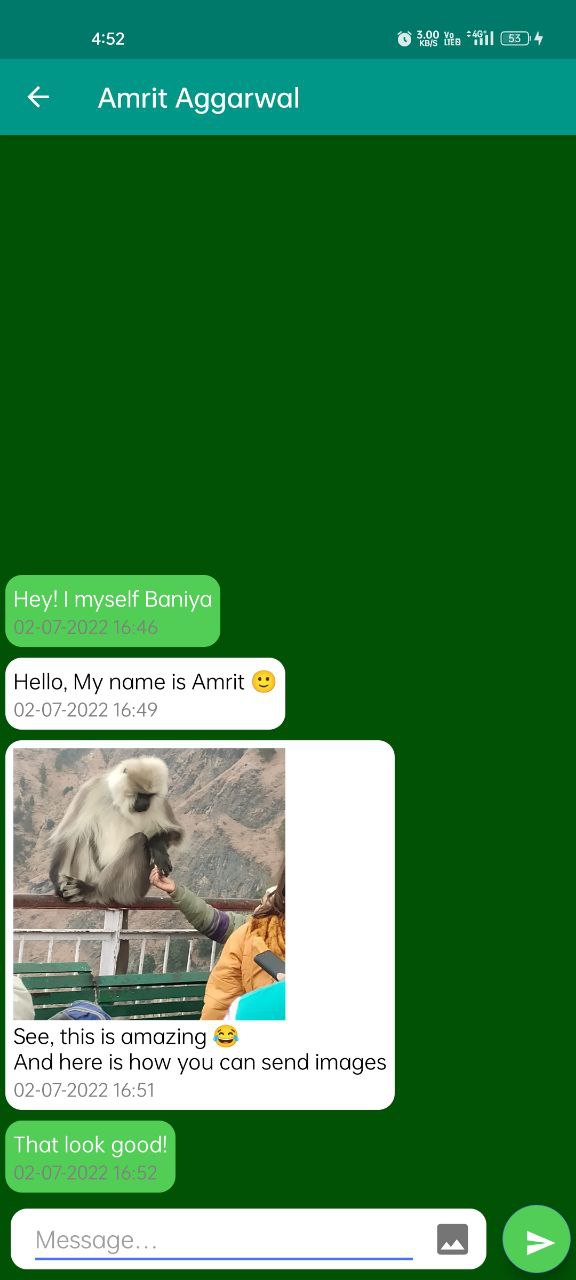 4:52
3.00 KB/S Vo LTE2 4G+ 53
Amrit Aggarwal
Hey! I myself Baniya
02-07-2022 16:46
Hello, My name is Amrit 🙂
02-07-2022 16:49
See, this is amazing 😂
And here is how you can send images
02-07-2022 16:51
That look good!
02-07-2022 16:52
Message...